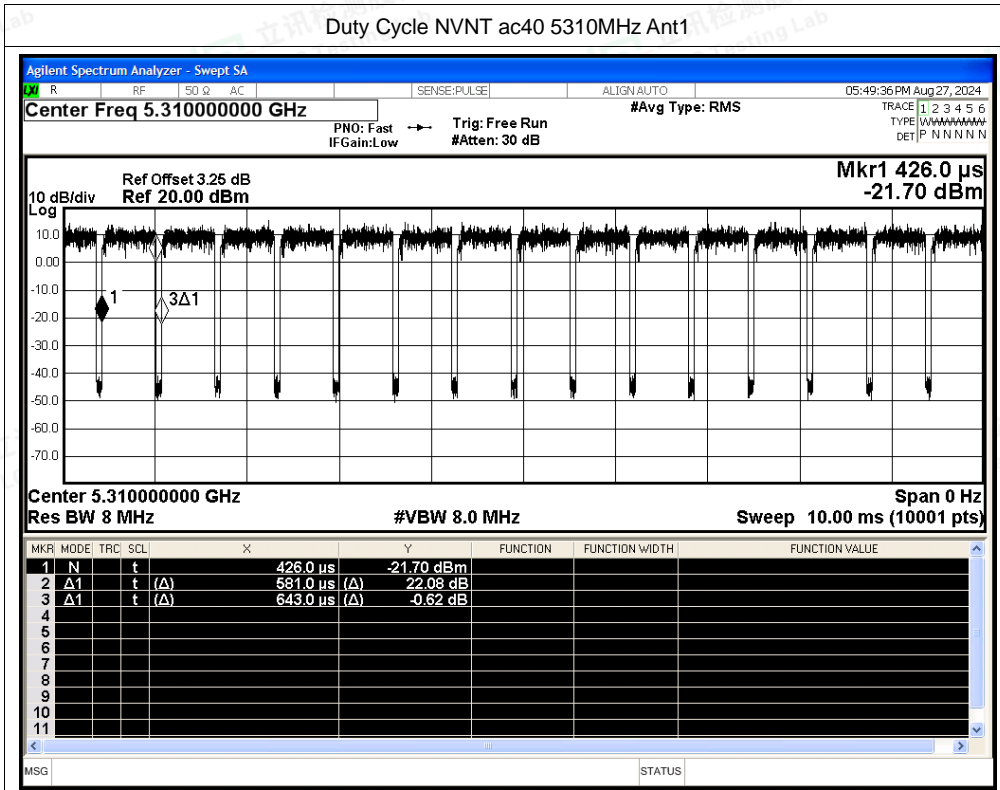 Duty Cycle NVNT ac40 5310MHz Ant1
Agilent Spectrum Analyzer - Swept SA
LXI R RF 50 Ω AC SENSE:PULSE ALIGN AUTO 05:49:36 PM Aug 27, 2024
Center Freq 5.310000000 GHz #Avg Type: RMS TRACE 1 2 3 4 5 6
PNO: Fast Trig: Free Run TYPE WWWWWW
IFGain:Low #Atten: 30 dB DET P N N N N N
Mkr1 426.0 µs
Ref Offset 3.25 dB
10 dB/div Ref 20.00 dBm -21.70 dBm
Log
10.0
0.00
-10.0
1 3Δ1
-20.0
-30.0
-40.0
-50.0
-60.0
-70.0
Center 5.310000000 GHz Span 0 Hz
Res BW 8 MHz #VBW 8.0 MHz Sweep 10.00 ms (10001 pts)
MKR MODE TRC SCL X Y FUNCTION FUNCTION WIDTH FUNCTION VALUE
1 N t 426.0 µs -21.70 dBm
2 Δ1 t (Δ) 581.0 µs (Δ) 22.08 dB
3 Δ1 t (Δ) 643.0 µs (Δ) -0.62 dB
4
5
6
7
8
9
10
11
MSG STATUS